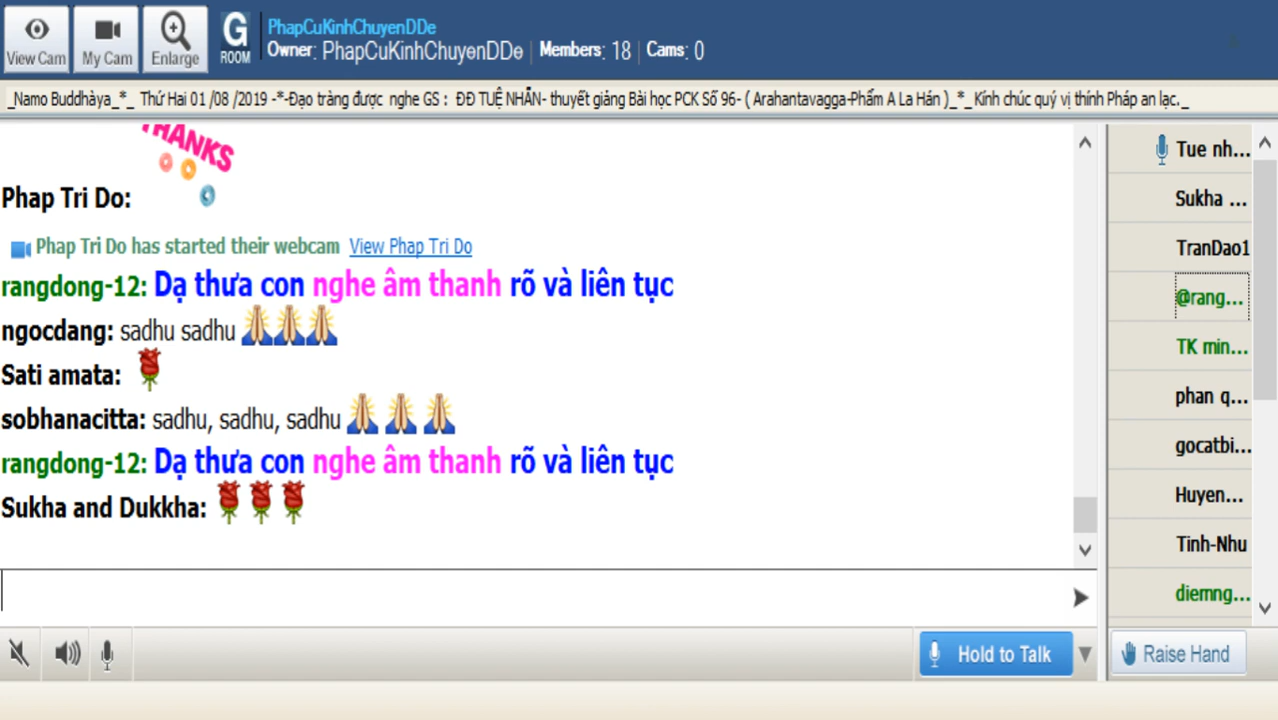 View Cam
My Cam
Enlarge
G
ROOM
PhapCuKinhChuyenDDe
Owner: PhapCuKinhChuyenDDe | Members: 18 | Cams: 0
_Namo Buddhàya_*_ Thứ Hai 01 /08 /2019 -*-Đạo tràng được nghe GS : ĐĐ TUỆ NHẪN- thuyết giảng Bài học PCK Số 96- ( Arahantavagga-Phẩm A La Hán )_*_ Kính chúc quý vị thính Pháp an lạc._
THANKS
Phap Tri Do:
Phap Tri Do has started their webcam View Phap Tri Do
rangdong-12: Dạ thưa con nghe âm thanh rõ và liên tục
ngocdang: sadhu sadhu
Sati amata:
sobhanacitta: sadhu, sadhu, sadhu
rangdong-12: Dạ thưa con nghe âm thanh rõ và liên tục
Sukha and Dukkha:
Tue nh...
Sukha ...
TranDao1
@rang...
TK min...
phan q...
gocatbi...
Huyen...
Tinh-Nhu
diemng...
Hold to Talk
Raise Hand